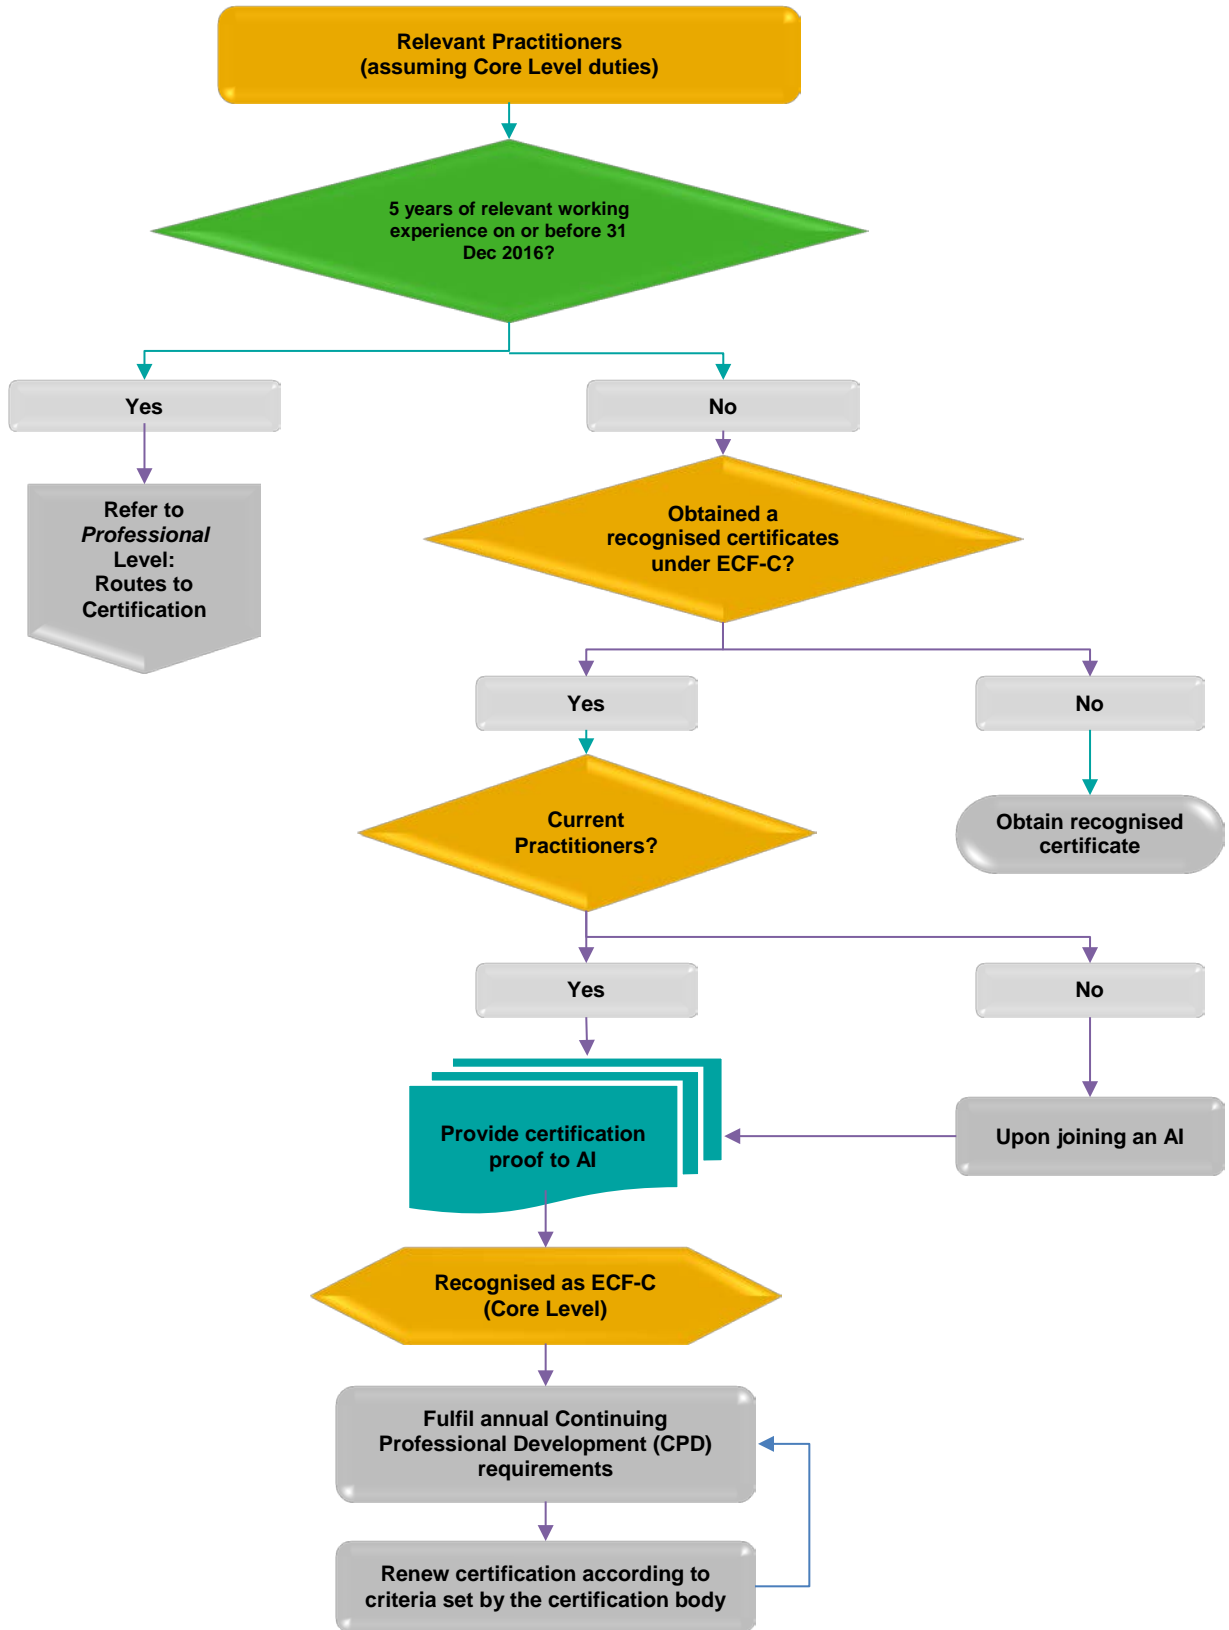 Relevant Practitioners
(assuming Core Level duties)
5 years of relevant working
experience on or before 31
Dec 2016?
Yes
No
Refer to
Professional
Level:
Routes to
Certification
Obtained a
recognised certificates
under ECF-C?
Yes
No
Current
Practitioners?
Obtain recognised
certificate
Yes
No
Provide certification
proof to AI
Upon joining an AI
Recognised as ECF-C
(Core Level)
Fulfil annual Continuing
Professional Development (CPD)
requirements
Renew certification according to
criteria set by the certification body